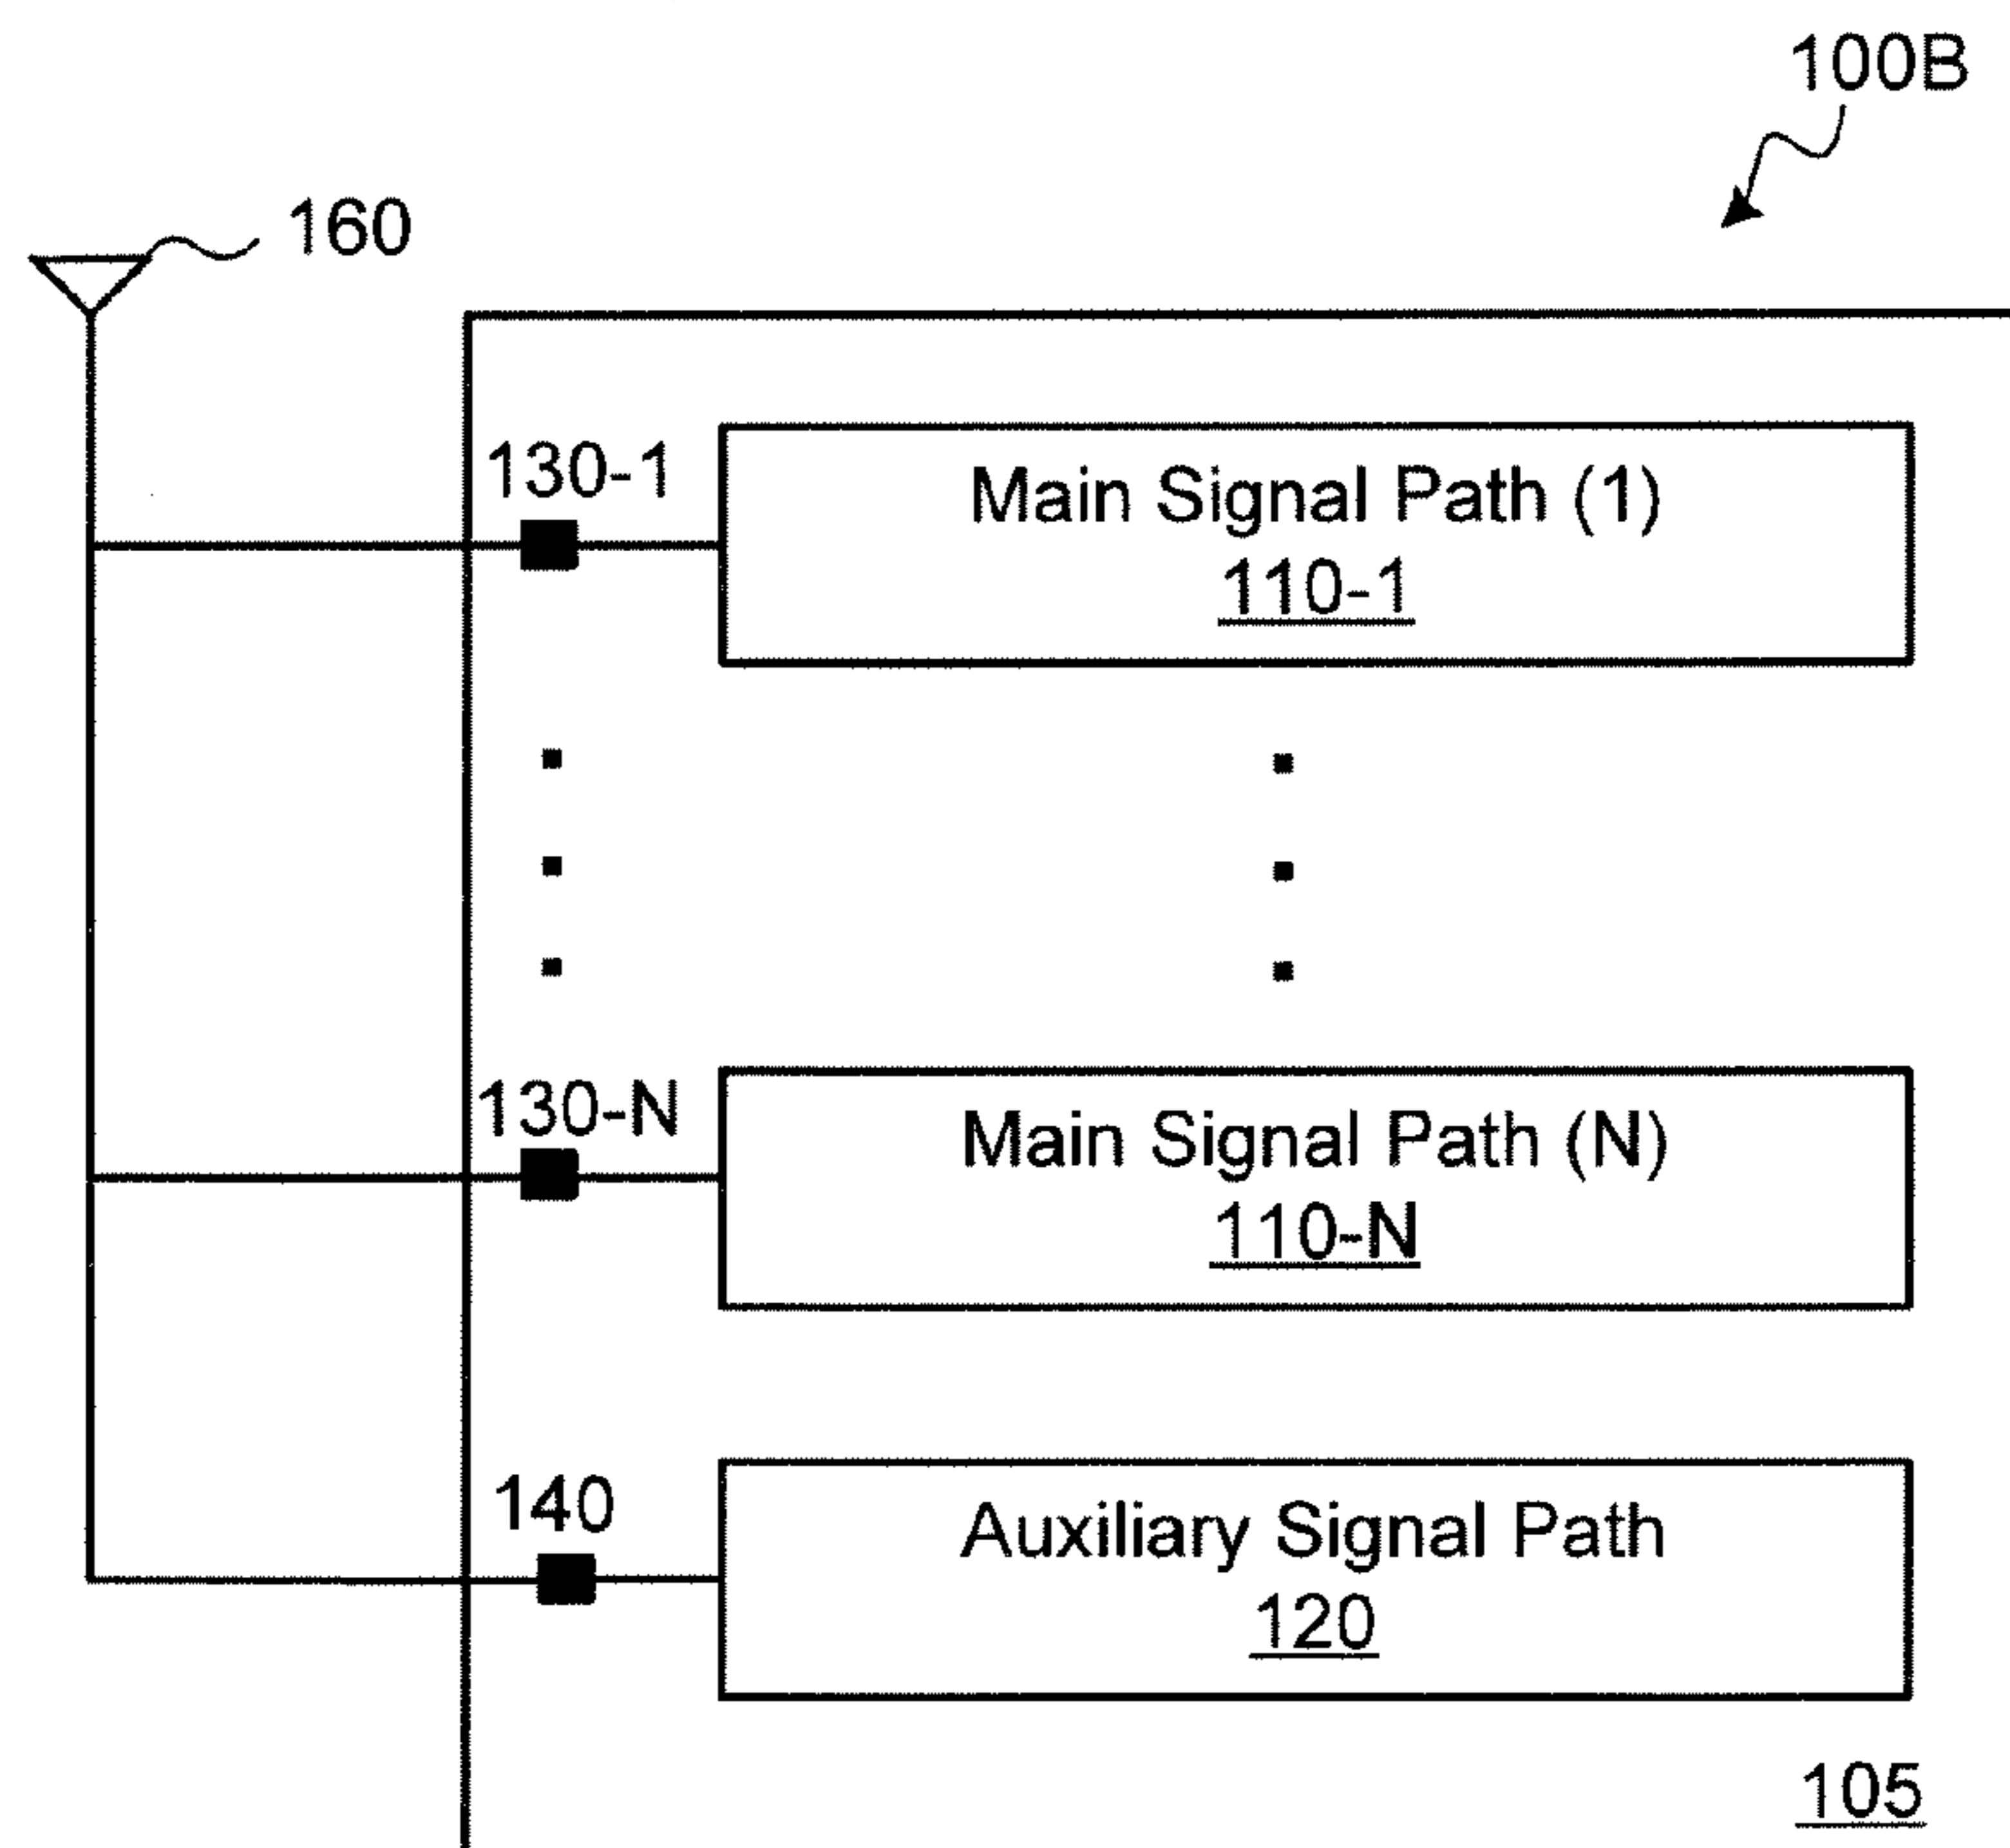 100B
160
130-1
Main Signal Path (1)
110-1
130-N
Main Signal Path (N)
110-N
140
Auxiliary Signal Path
120
105